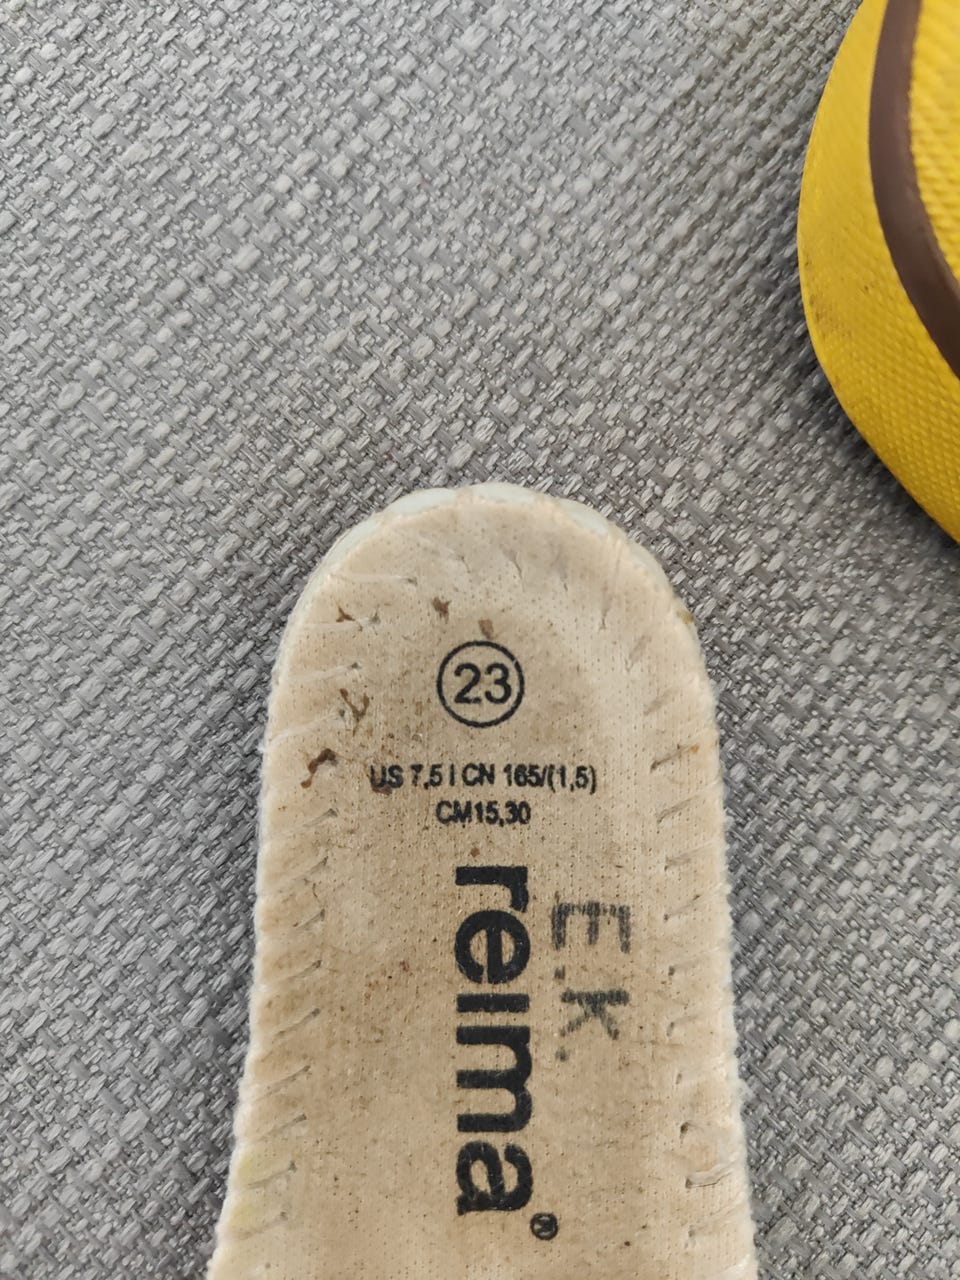 23
US 7,5 I CN 165/(1,5)
CM15,30
reima®
E.K.